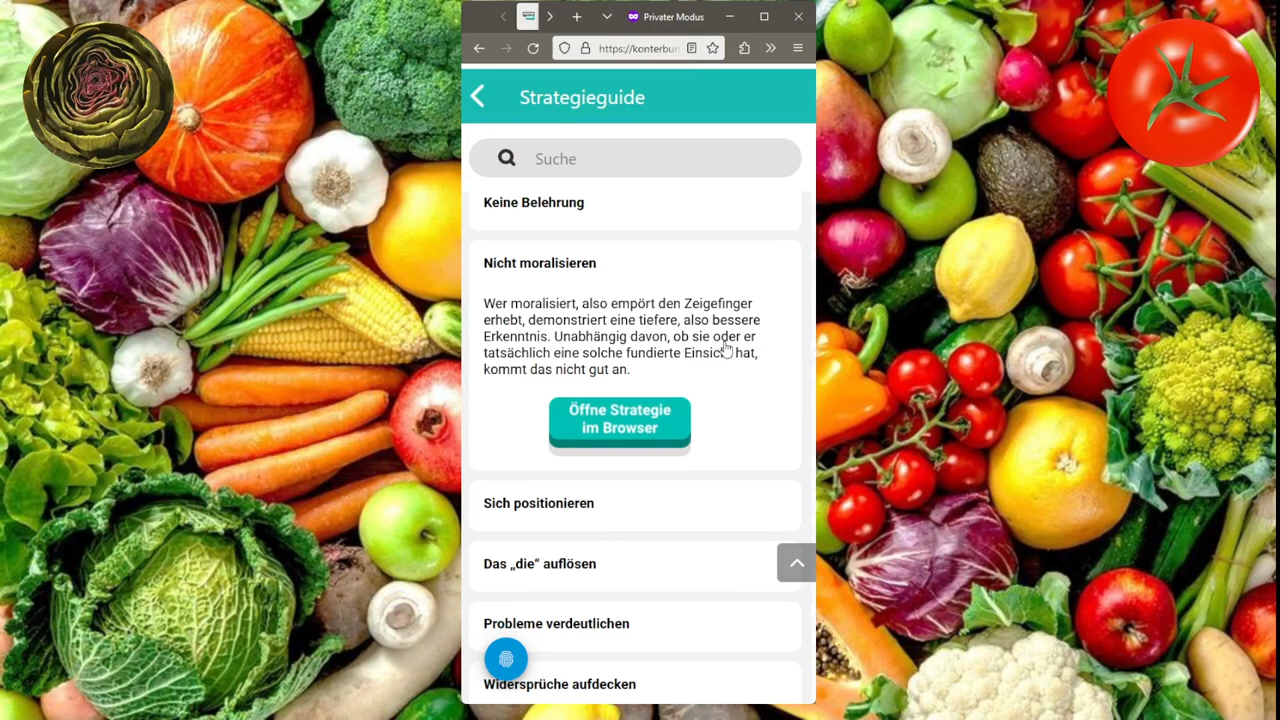 Privater Modus
https://konterbun
Strategieguide
Suche
Keine Belehrung
Nicht moralisieren
Wer moralisiert, also empört den Zeigefinger
erhebt, demonstriert eine tiefere, also bessere
Erkenntnis. Unabhängig davon, ob sie oder er
tatsächlich eine solche fundierte Einsicht hat,
kommt das nicht gut an.
Öffne Strategie
im Browser
Sich positionieren
Das „die“ auflösen
Probleme verdeutlichen
Widersprüche aufdecken